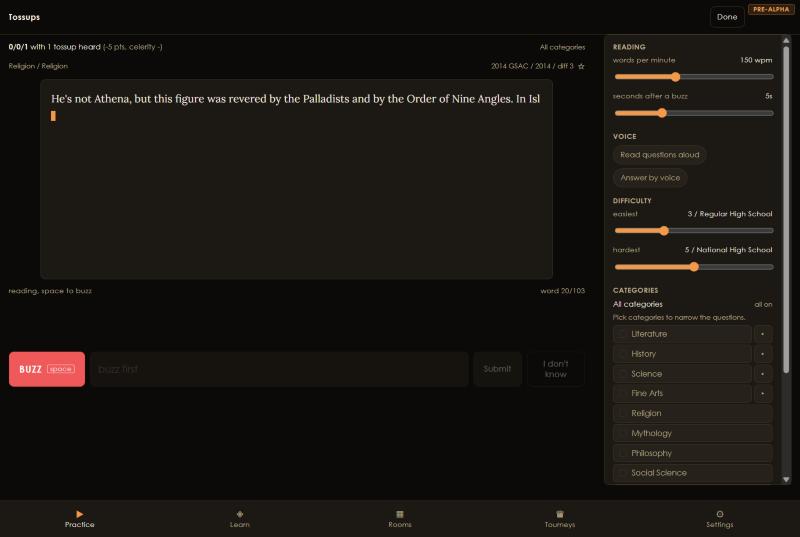 Tossups
Done
PRE-ALPHA
0/0/1 with 1 tossup heard (-5 pts, celerity -)
All categories
Religion / Religion
2014 GSAC / 2014 / diff 3 ☆
He's not Athena, but this figure was revered by the Palladists and by the Order of Nine Angles. In Isl
reading, space to buzz
word 20/103
BUZZ space
buzz first
Submit
I don't
know
READING
words per minute
150 wpm
seconds after a buzz
5s
VOICE
Read questions aloud
Answer by voice
DIFFICULTY
easiest
3 / Regular High School
hardest
5 / National High School
CATEGORIES
All categories
all on
Pick categories to narrow the questions.
Literature
History
Science
Fine Arts
Religion
Mythology
Philosophy
Social Science
Practice
Learn
Rooms
Tourneys
Settings